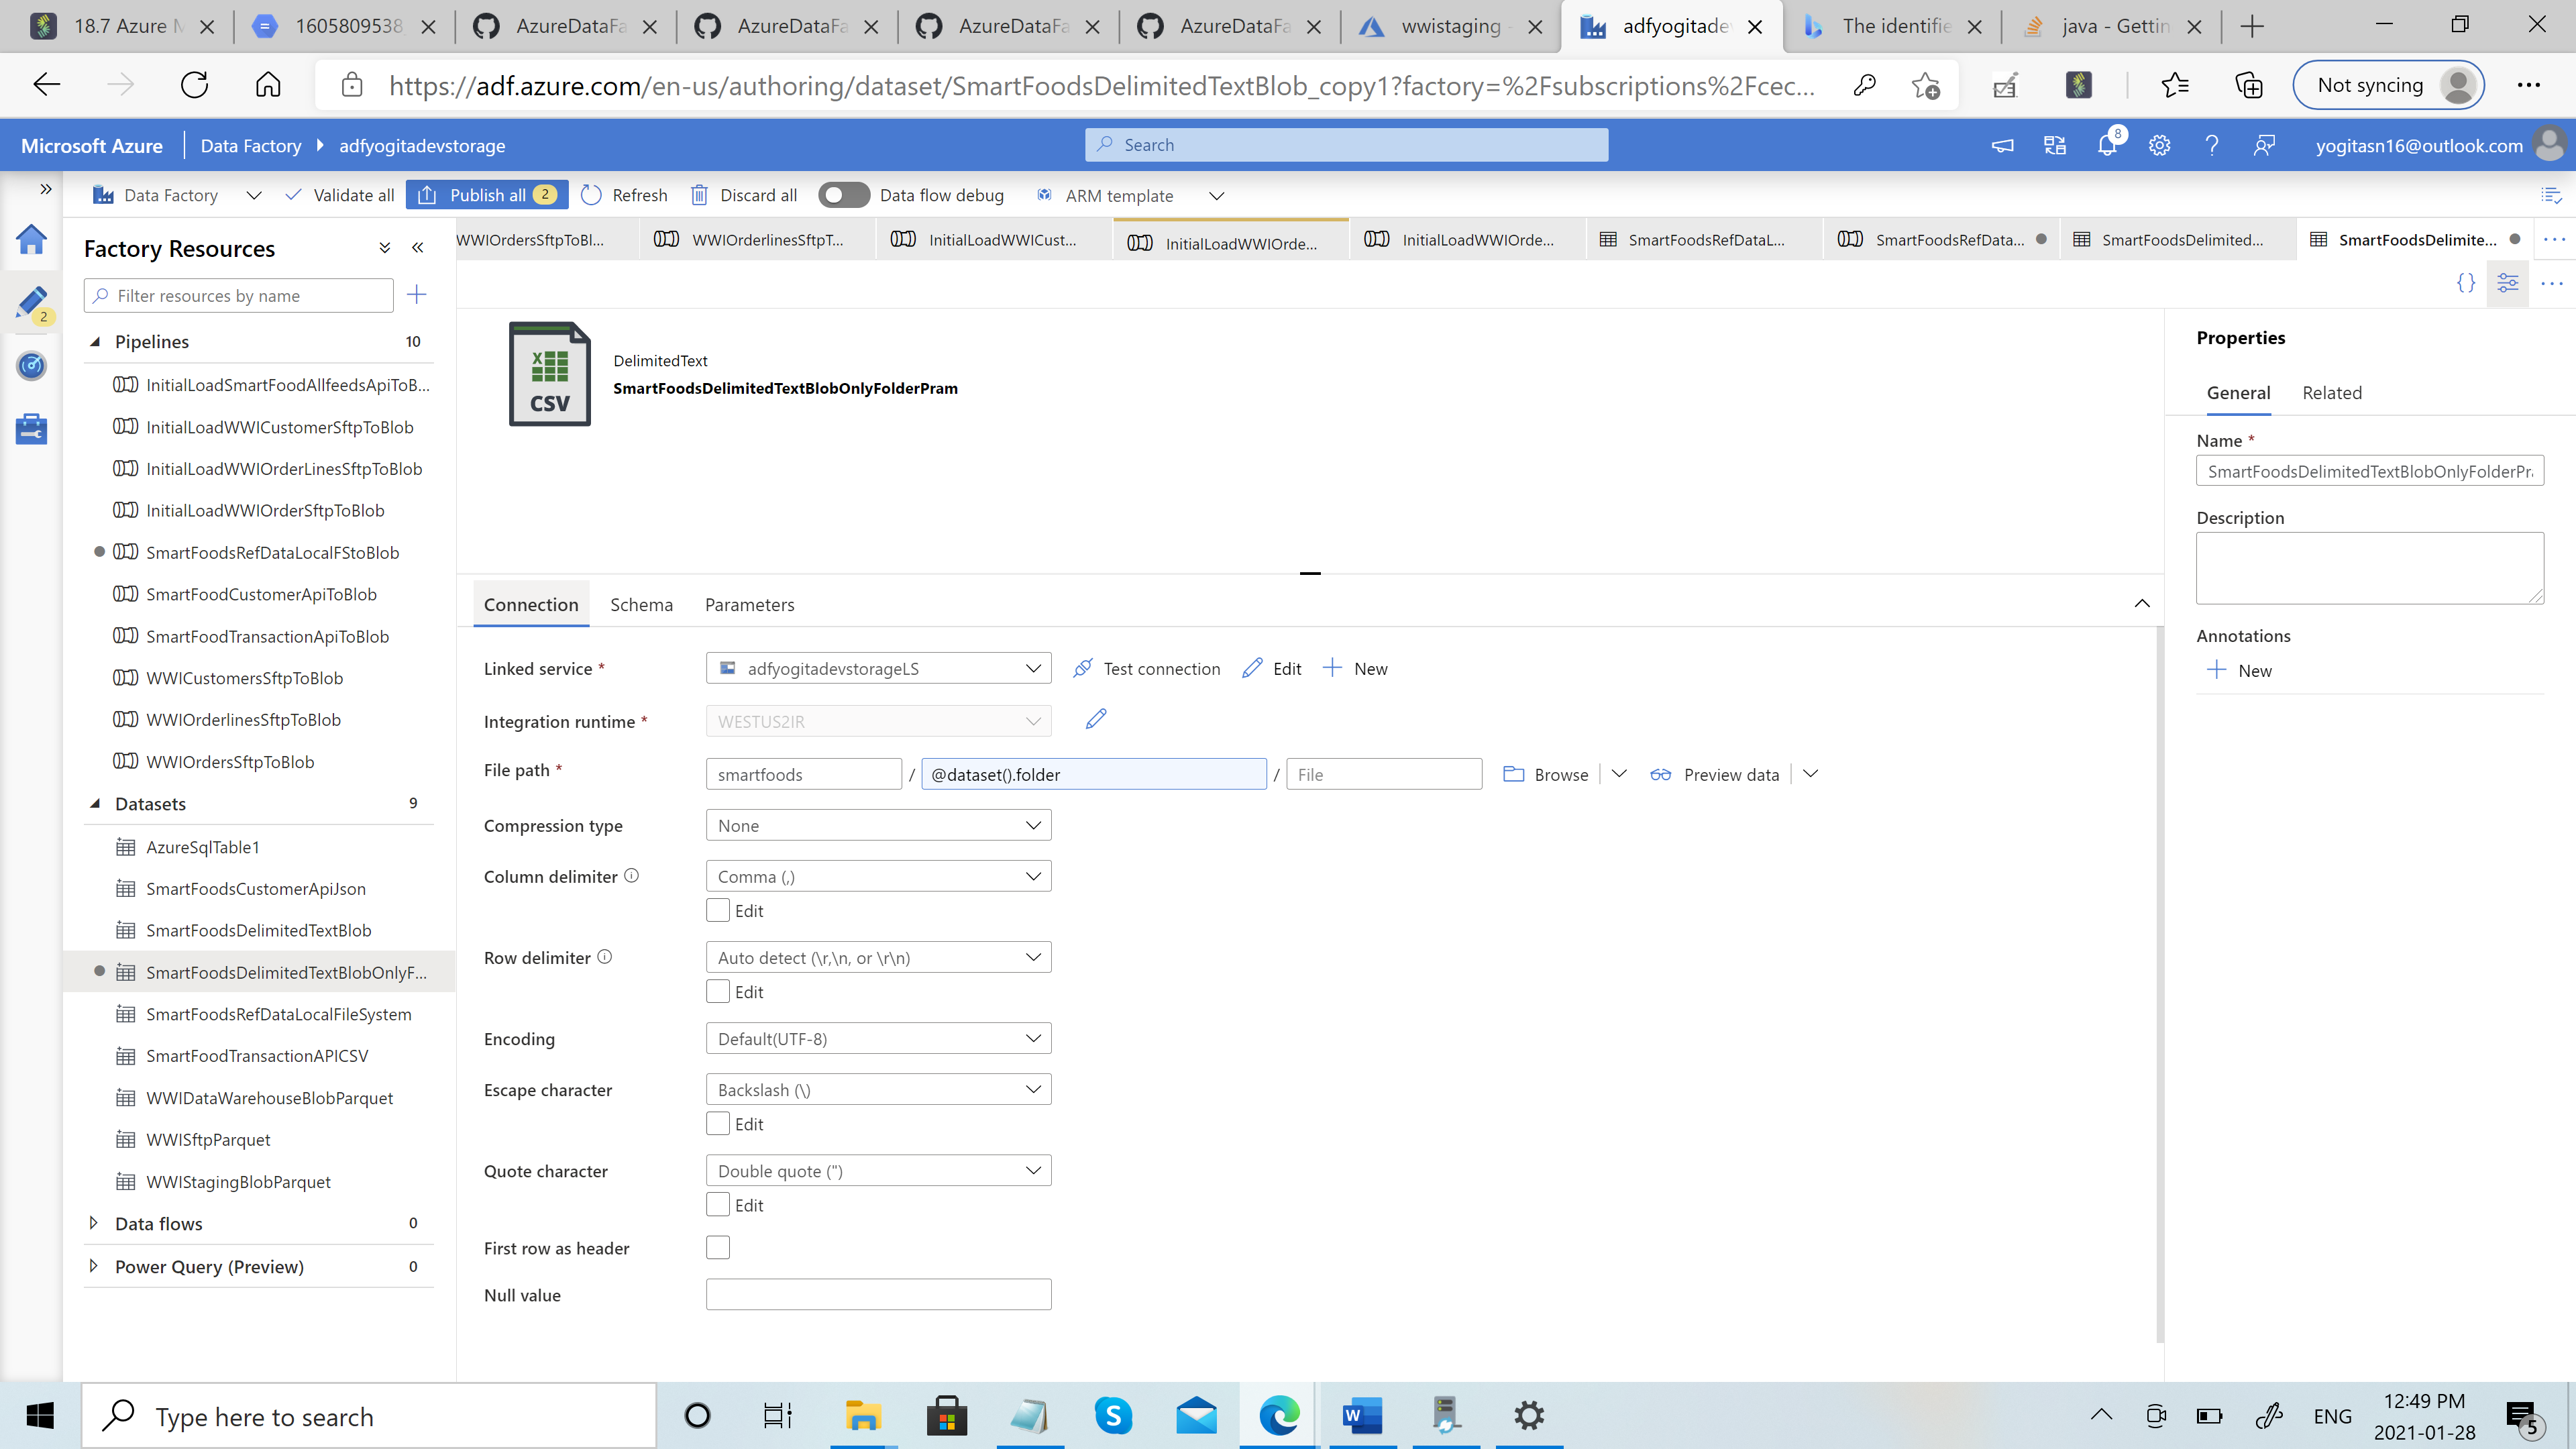 18.7 Azure M
1605809538
AzureDataFa
AzureDataFa
AzureDataFa
AzureDataFa
wwistaging -
adfyogitadev
The identifie
java - Gettin
https://adf.azure.com/en-us/authoring/dataset/SmartFoodsDelimitedTextBlob_copy1?factory=%2Fsubscriptions%2Fcec...
Not syncing
Microsoft Azure
Data Factory
adfyogitadevstorage
Search
8
yogitasn16@outlook.com
Data Factory
Validate all
Publish all 2
Refresh
Discard all
Data flow debug
ARM template
Factory Resources
WWIOrdersSftpToBl...
WWIOrderlinesSftpT...
InitialLoadWWICust...
InitialLoadWWIOrde...
InitialLoadWWIOrde...
SmartFoodsRefDataL...
SmartFoodsRefData...
SmartFoodsDelimited...
SmartFoodsDelimite...
Filter resources by name
2
Pipelines 10
InitialLoadSmartFoodAllfeedsApiToB...
InitialLoadWWICustomerSftpToBlob
InitialLoadWWIOrderLinesSftpToBlob
InitialLoadWWIOrderSftpToBlob
SmartFoodsRefDataLocalFStoBlob
SmartFoodCustomerApiToBlob
SmartFoodTransactionApiToBlob
WWICustomersSftpToBlob
WWIOrderlinesSftpToBlob
WWIOrdersSftpToBlob
Datasets 9
AzureSqlTable1
SmartFoodsCustomerApiJson
SmartFoodsDelimitedTextBlob
SmartFoodsDelimitedTextBlobOnlyF...
SmartFoodsRefDataLocalFileSystem
SmartFoodTransactionAPICSV
WWIDataWarehouseBlobParquet
WWISftpParquet
WWIStagingBlobParquet
Data flows 0
Power Query (Preview) 0
X
CSV
DelimitedText
SmartFoodsDelimitedTextBlobOnlyFolderPram
Connection
Schema
Parameters
Linked service *
adfyogitadevstorageLS
Test connection
Edit
New
Integration runtime *
WESTUS2IR
File path *
smartfoods / @dataset().folder / File
Browse
Preview data
Compression type
None
Column delimiter
Comma (,)
Edit
Row delimiter
Auto detect (\r,\n, or \r\n)
Edit
Encoding
Default(UTF-8)
Escape character
Backslash (\)
Edit
Quote character
Double quote (")
Edit
First row as header
Null value
Properties
General
Related
Name *
SmartFoodsDelimitedTextBlobOnlyFolderPra
Description
Annotations
New
Type here to search
S
W
ENG
12:49 PM
2021-01-28
5